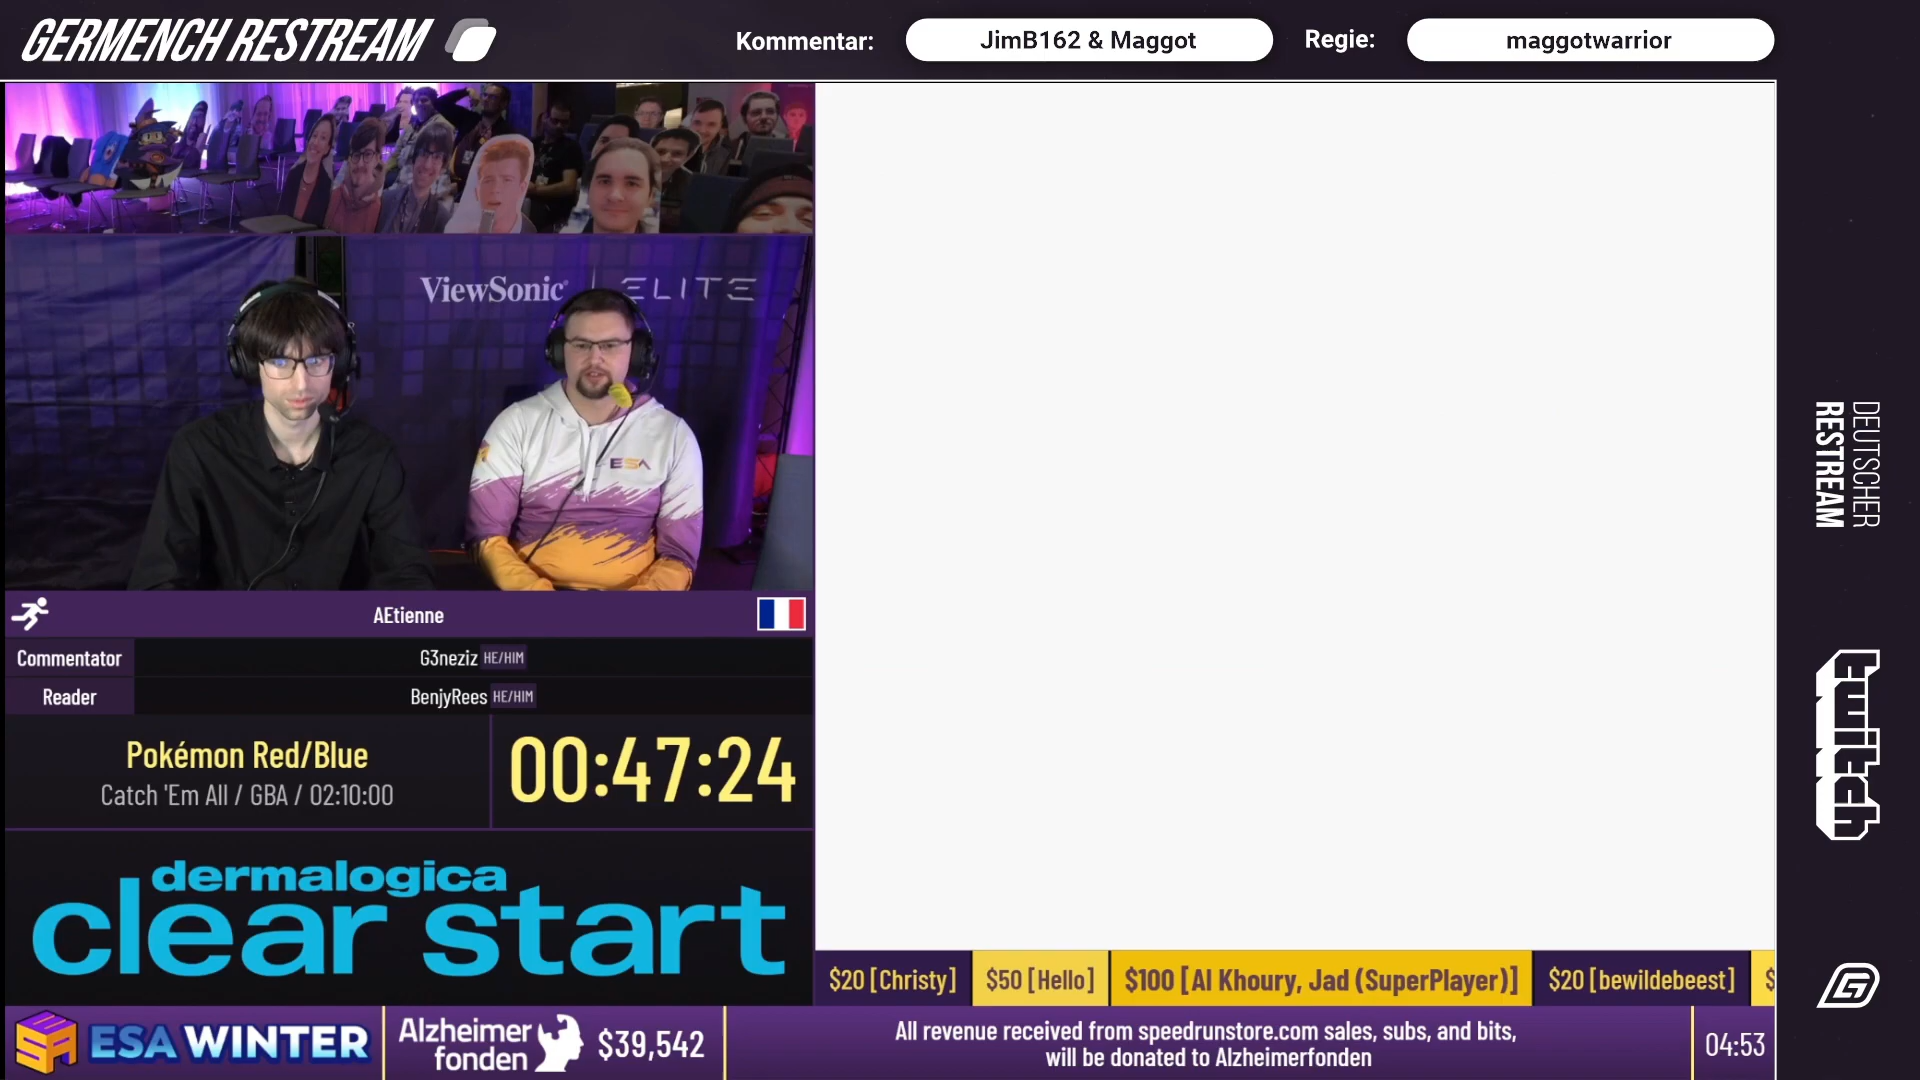 GERMENCH RESTREAM
Kommentar:
JimB162 & Maggot
Regie:
maggotwarrior
ViewSonic | ELITE
ESA
AEtienne
Commentator
G3neziz HE/HIM
Reader
BenjyRees HE/HIM
Pokémon Red/Blue
Catch 'Em All / GBA / 02:10:00
00:47:24
dermalogica
clear start
$20 [Christy]
$50 [Hello]
$100 [Al Khoury, Jad (SuperPlayer)]
$20 [bewildebeest]
$
ESA WINTER
Alzheimer
fonden
$39,542
All revenue received from speedrunstore.com sales, subs, and bits,
will be donated to Alzheimerfonden
04:53
DEUTSCHER
RESTREAM
twitch
G